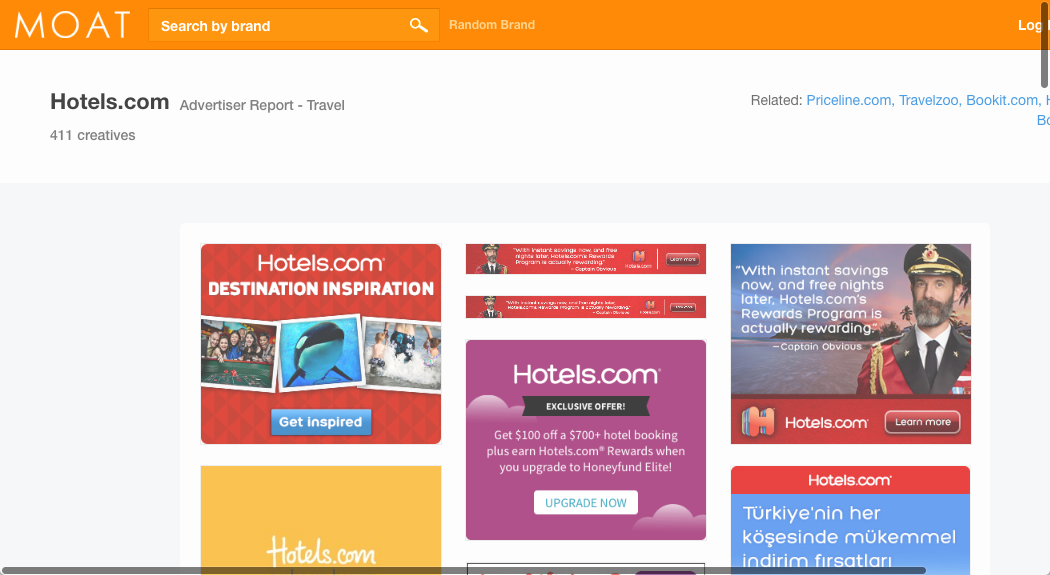 MOAT
Search by brand
Random Brand
Log
Hotels.com
Advertiser Report - Travel
411 creatives
Related: Priceline.com, Travelzoo, Bookit.com,
Hotels.com
DESTINATION INSPIRATION
Get inspired
"With instant savings now, and free
nights later, Hotels.com's Rewards
Program is actually rewarding."
– Captain Obvious
Hotels.com
Learn more
"With instant savings now, and free nights later,
Hotels.com's Rewards Program is actually rewarding."
– Captain Obvious
Hotels.com
Hotels.com
EXCLUSIVE OFFER!
Get $100 off a $700+ hotel booking
plus earn Hotels.com® Rewards when
you upgrade to Honeyfund Elite!
UPGRADE NOW
"With instant savings
now, and free nights
later, Hotels.com's
Rewards Program is
actually rewarding."
– Captain Obvious
Hotels.com
Learn more
Hotels.com
Hotels.com
Türkiye'nin her
köşesinde mükemmel
indirim fırsatları